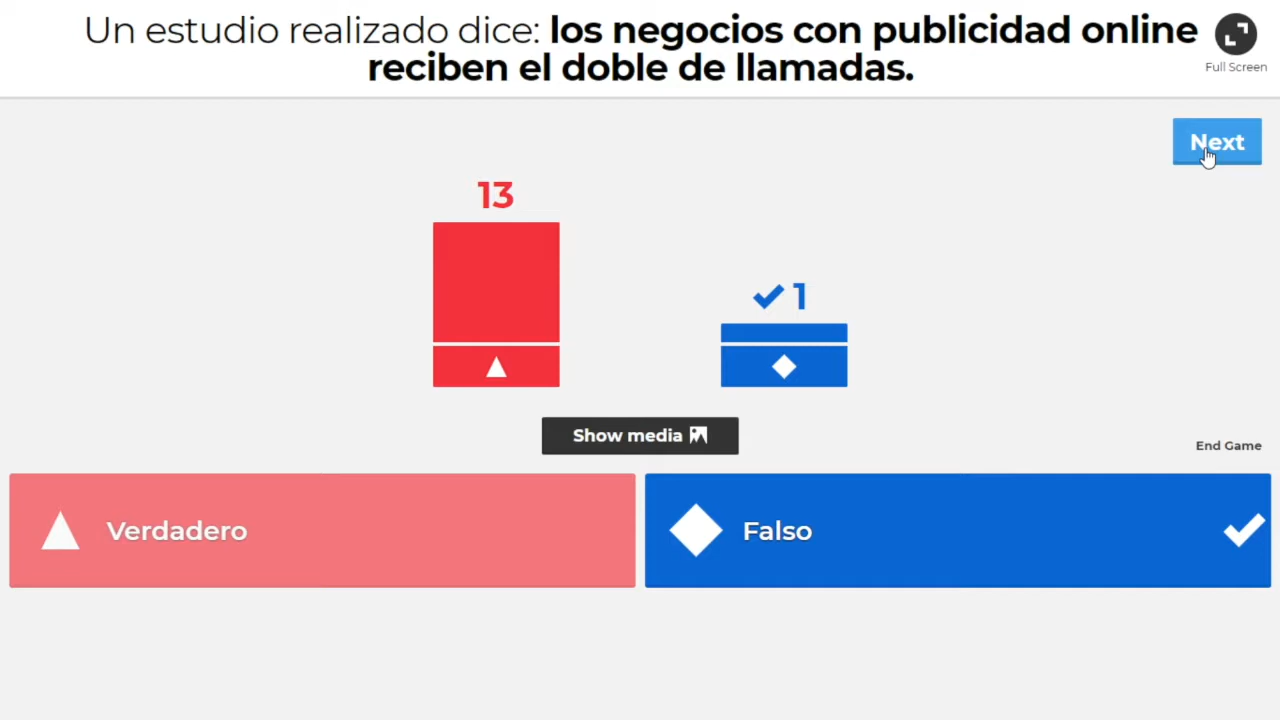 Un estudio realizado dice: los negocios con publicidad online
reciben el doble de llamadas.
Full Screen
Next
13
1
Show media
End Game
Verdadero
Falso